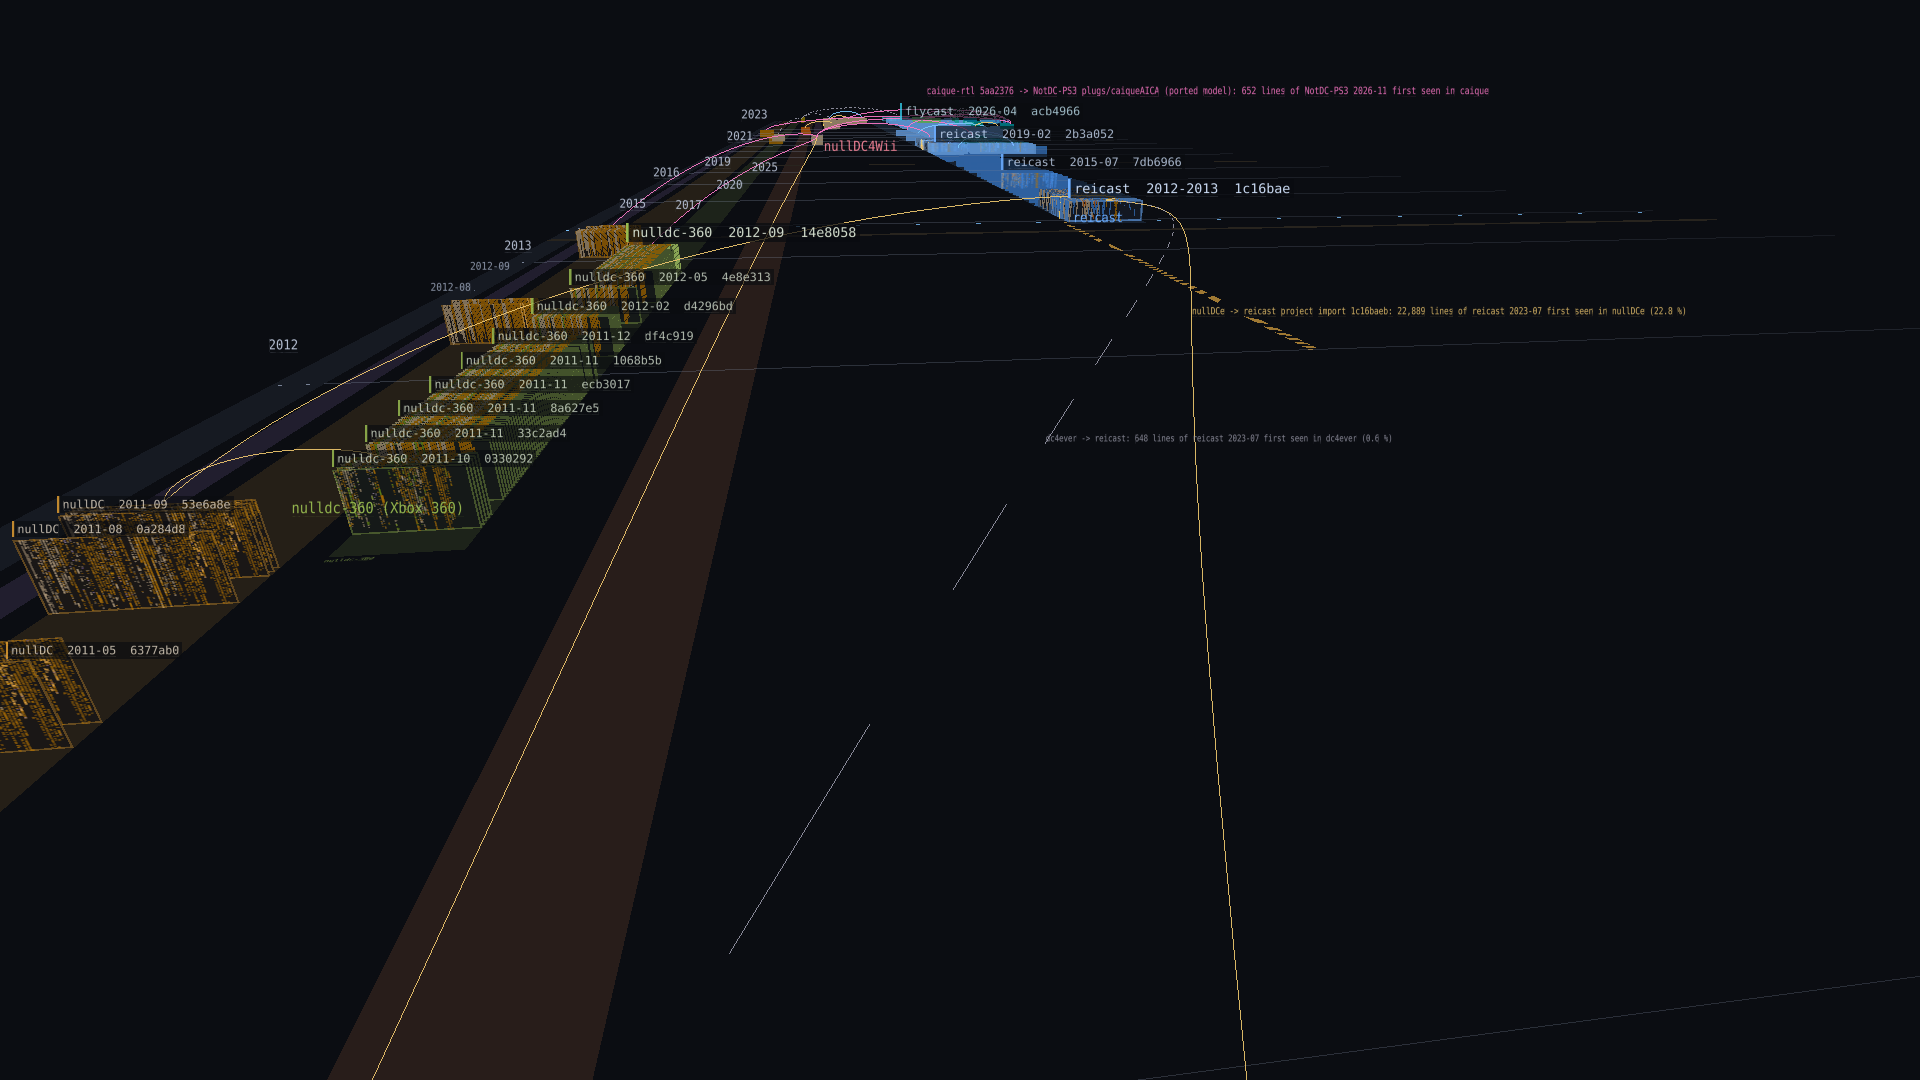 caique-rtl 5aa2376 -> NotDC-PS3 plugs/caiqueAICA (ported model): 652 lines of NotDC-PS3 2026-11 first seen in caique
flycast 2026-04 acb4966
2023
reicast 2019-02 2b3a052
2021
nullDC4Wii
2019
reicast 2015-07 7db6966
2025
2016
2020
reicast 2012-2013 1c16bae
2015
2017
reicast
nulldc-360 2012-09 14e8058
2013
2012-09
nulldc-360 2012-05 4e8e313
2012-08
nulldc-360 2012-02 d4296bd
nullDCe -> reicast project import 1c16baeb: 22,889 lines of reicast 2023-07 first seen in nullDCe (22.8 %)
nulldc-360 2011-12 df4c919
2012
nulldc-360 2011-11 1068b5b
nulldc-360 2011-11 ecb3017
nulldc-360 2011-11 8a627e5
nulldc-360 2011-11 33c2ad4
dc4ever -> reicast: 648 lines of reicast 2023-07 first seen in dc4ever (0.6 %)
nulldc-360 2011-10 0330292
nullDC 2011-09 53e6a8e
nulldc-360 (Xbox 360)
nullDC 2011-08 0a284d8
nulldc-360
nullDC 2011-05 6377ab0